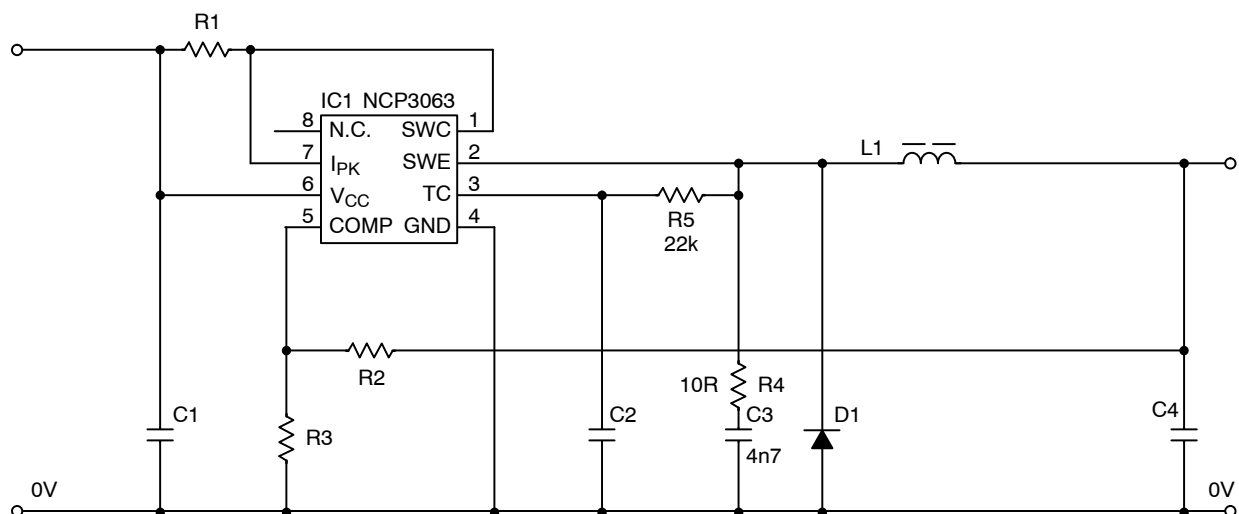 R1
IC1 NCP3063
8 N.C. SWC 1
7 IPK SWE 2
6 VCC TC 3
5 COMP GND 4
L1
R5
22k
R2
10R R4
C1
R3
C2
C3
4n7
D1
C4
0V
0V